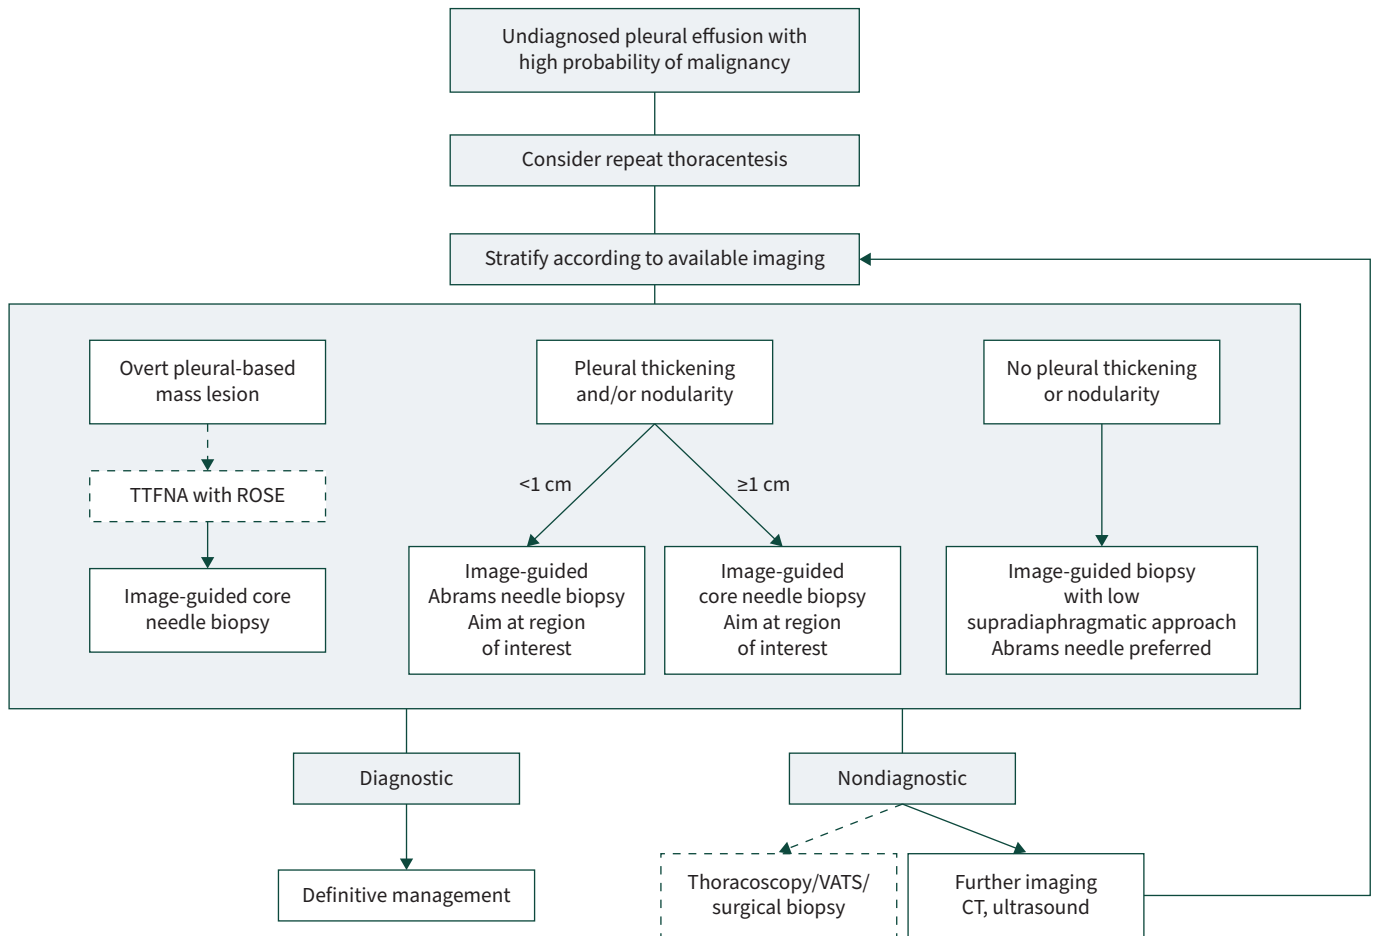 Undiagnosed pleural effusion with
high probability of malignancy
Consider repeat thoracentesis
Stratify according to available imaging
Overt pleural-based
mass lesion
Pleural thickening
and/or nodularity
No pleural thickening
or nodularity
TTFNA with ROSE
<1 cm
≥1 cm
Image-guided core
needle biopsy
Image-guided
Abrams needle biopsy
Aim at region
of interest
Image-guided
core needle biopsy
Aim at region
of interest
Image-guided biopsy
with low
supradiaphragmatic approach
Abrams needle preferred
Diagnostic
Nondiagnostic
Definitive management
Thoracoscopy/VATS/
surgical biopsy
Further imaging
CT, ultrasound